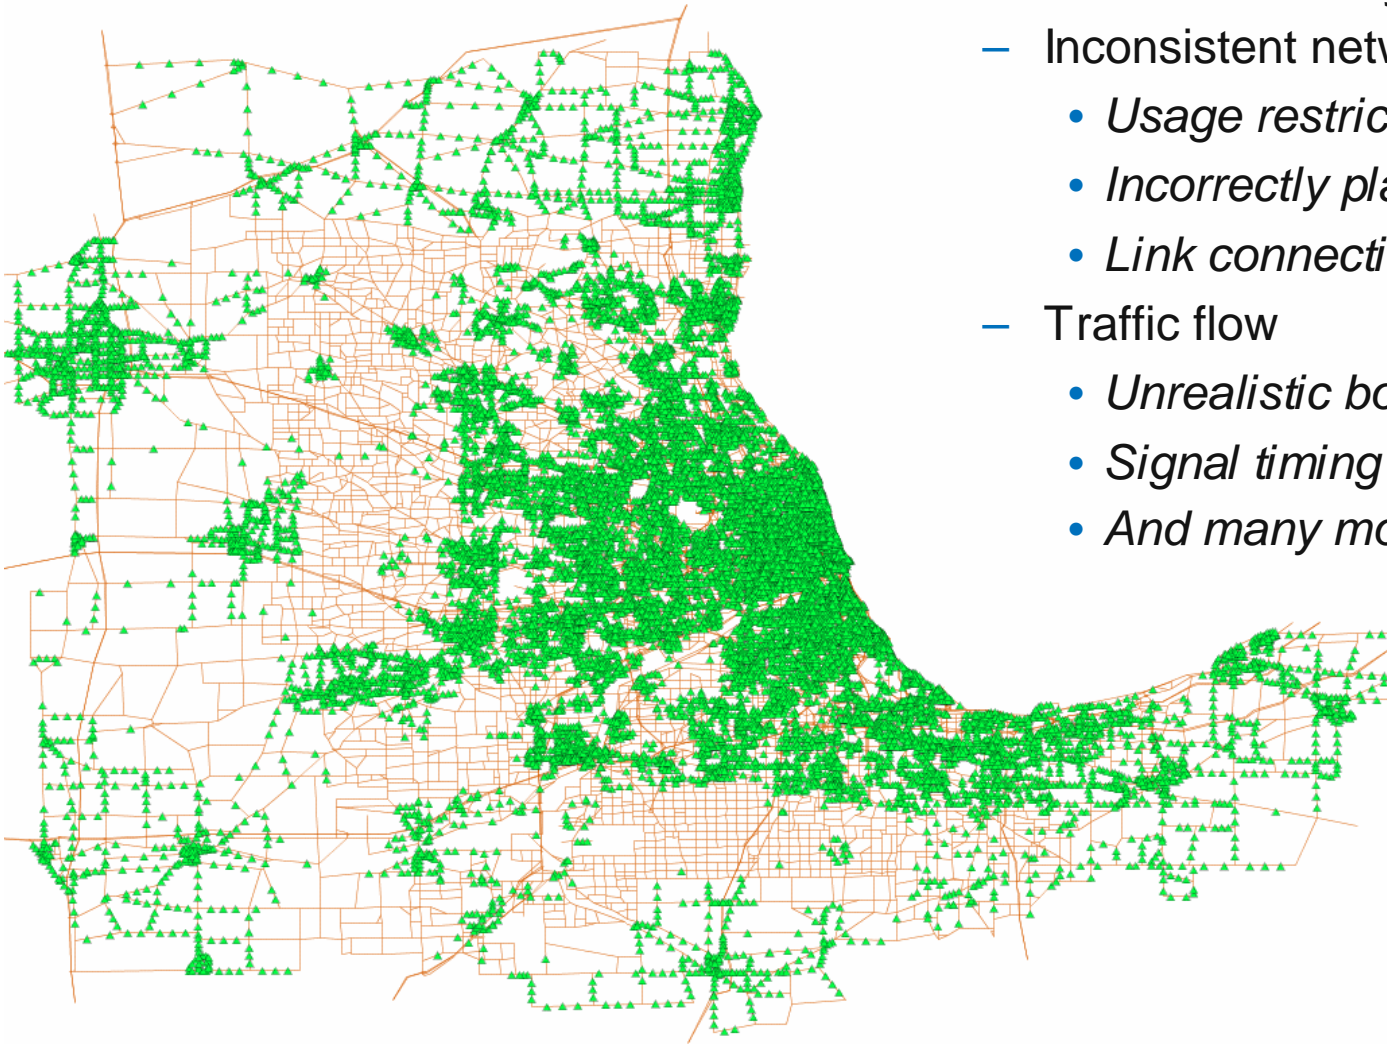 – Inconsistent netw
• Usage restric
• Incorrectly pla
• Link connecti
– Traffic flow
• Unrealistic bo
• Signal timing
• And many mo